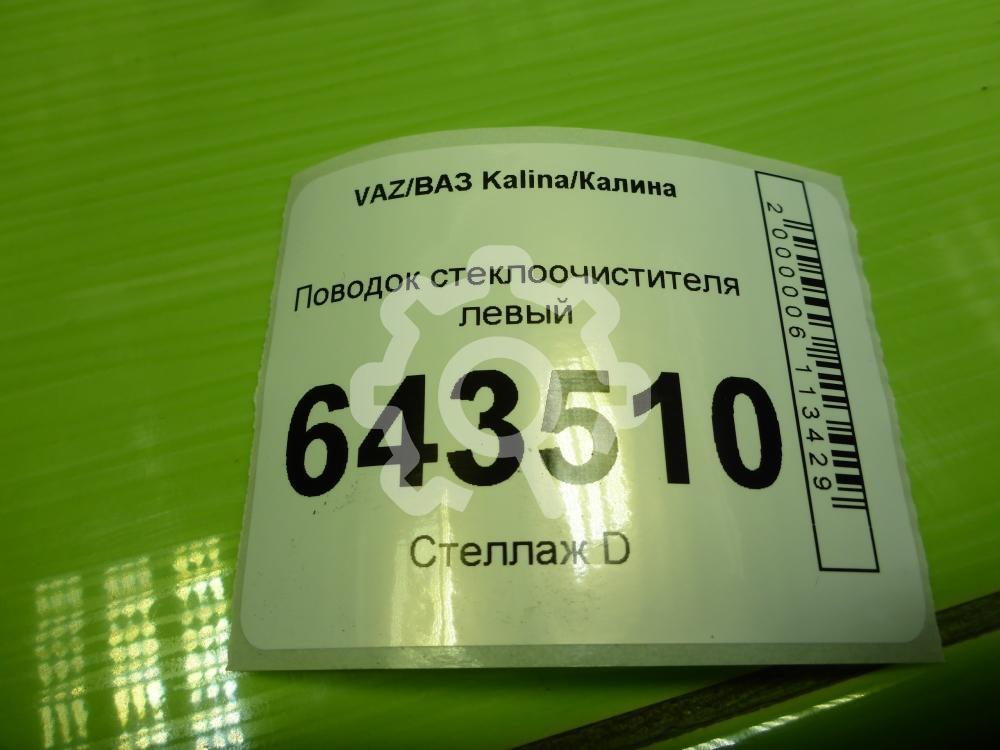 VAZ/ВАЗ Kalina/Калина
Поводок стеклоочистителя
левый
643510
Стеллаж D
2000006113429